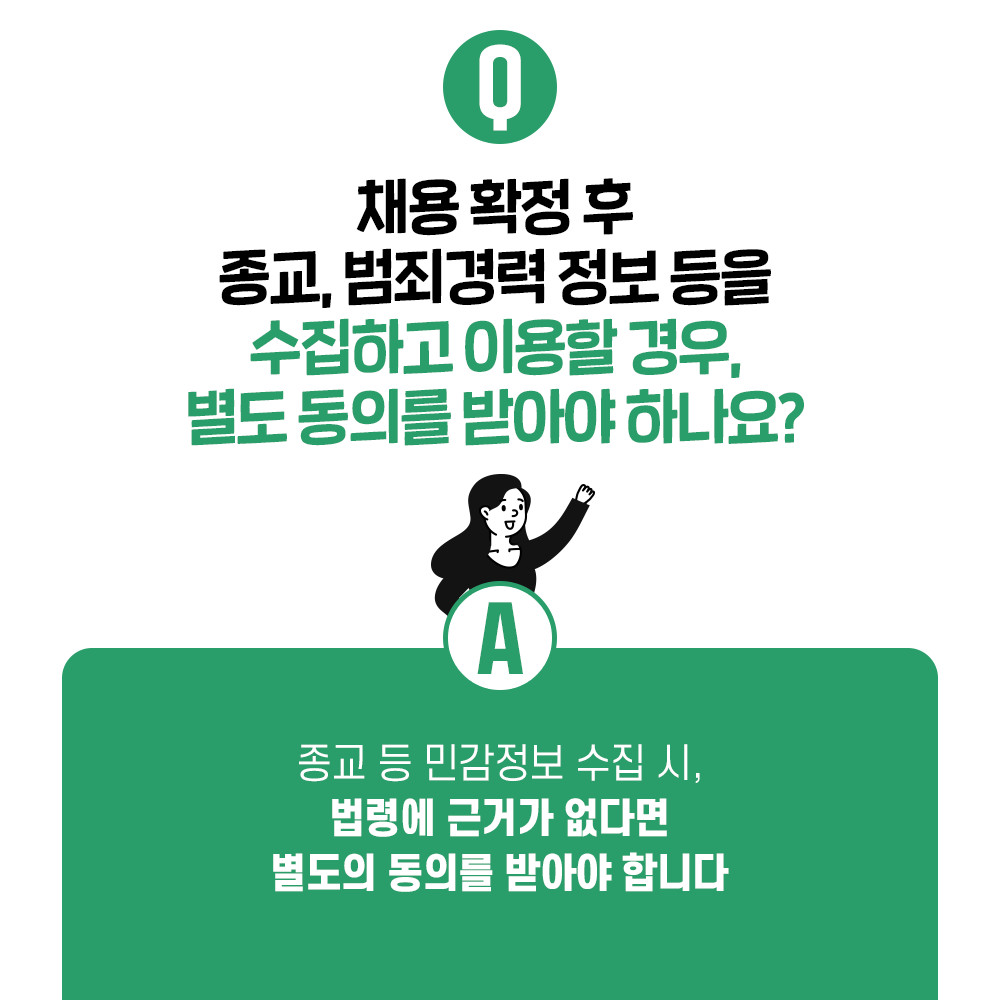 Q
채용 확정 후
종교, 범죄경력 정보 등을
수집하고 이용할 경우,
별도 동의를 받아야 하나요?
A
종교 등 민감정보 수집 시,
법령에 근거가 없다면
별도의 동의를 받아야 합니다